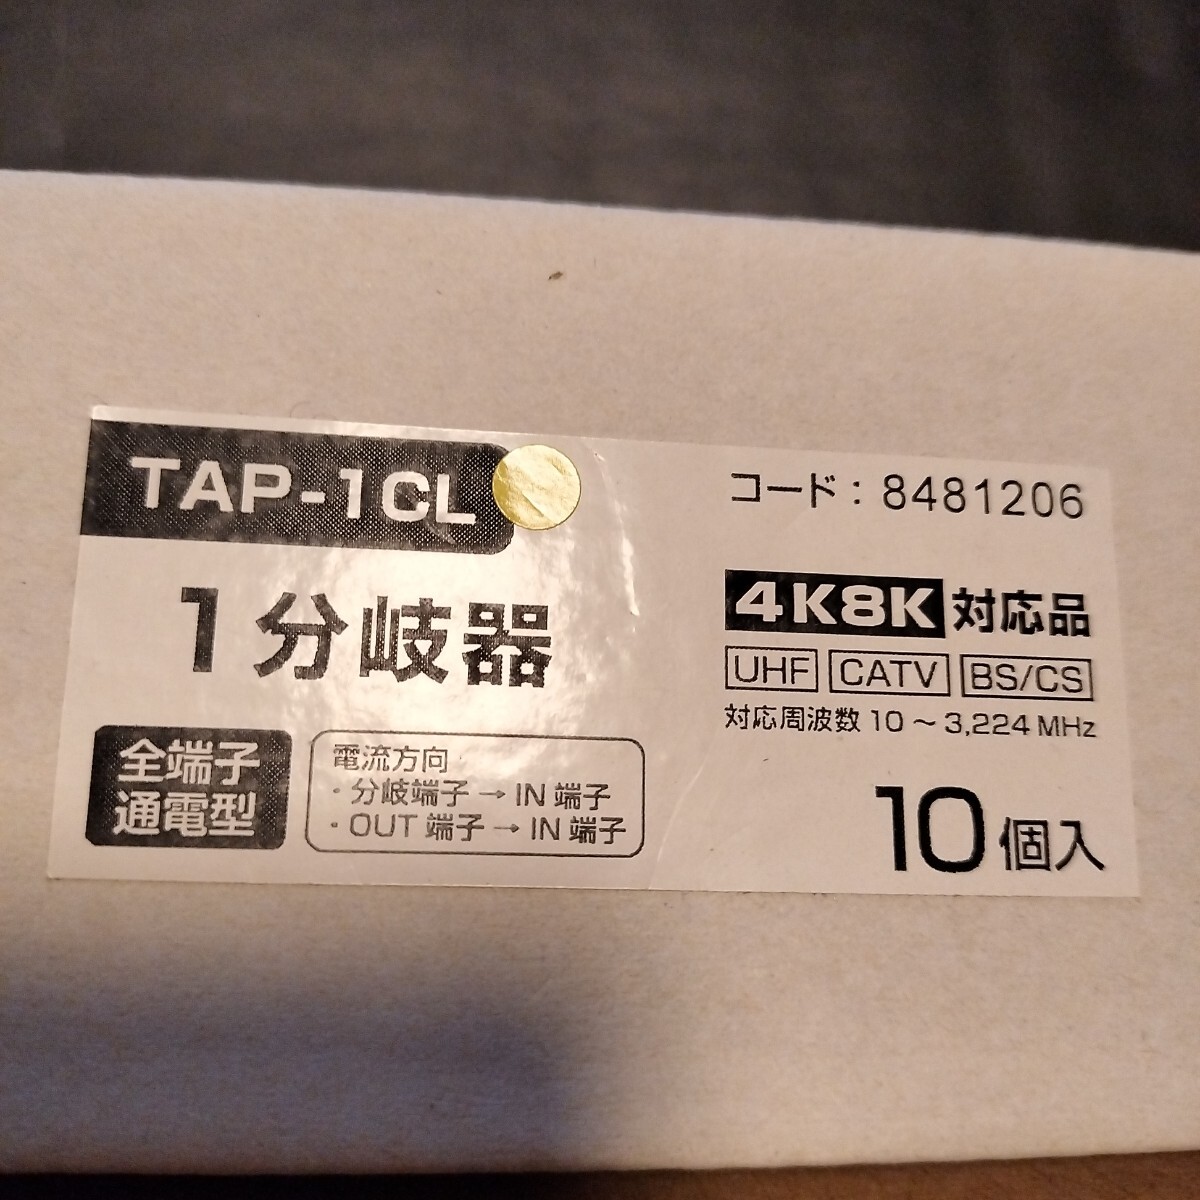 TAP-1CL
コード：8481206
1分岐器
4K8K 対応品
UHF CATV BS/CS
対応周波数 10～3,224 MHz
全端子
通電型
電流方向
・分岐端子→IN 端子
・OUT 端子→IN 端子
10個入